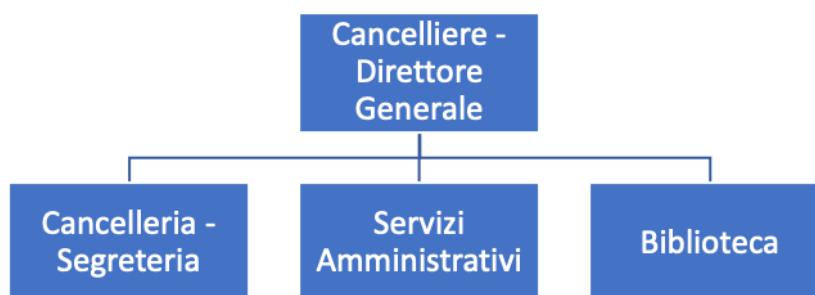 Cancelliere -
Direttore
Generale
Cancelleria -
Segreteria
Servizi
Amministrativi
Biblioteca